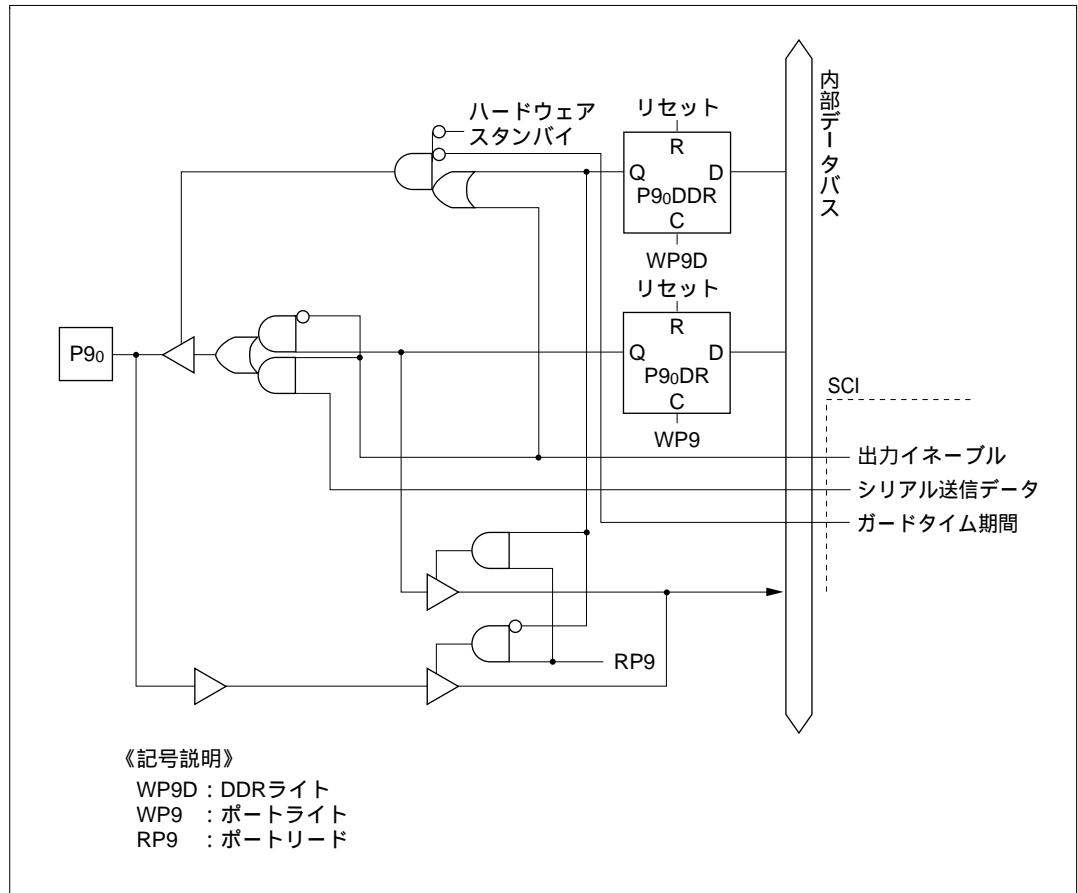 ハードウェア
スタンバイ
リセット
R
Q
D
P9₀DDR
C
WP9D
リセット
R
Q
D
P9₀DR
C
WP9
内部データバス
P9₀
SCI
出力イネーブル
シリアル送信データ
ガードタイム期間
RP9
《記号説明》
WP9D：DDRライト
WP9 ：ポートライト
RP9 ：ポートリード